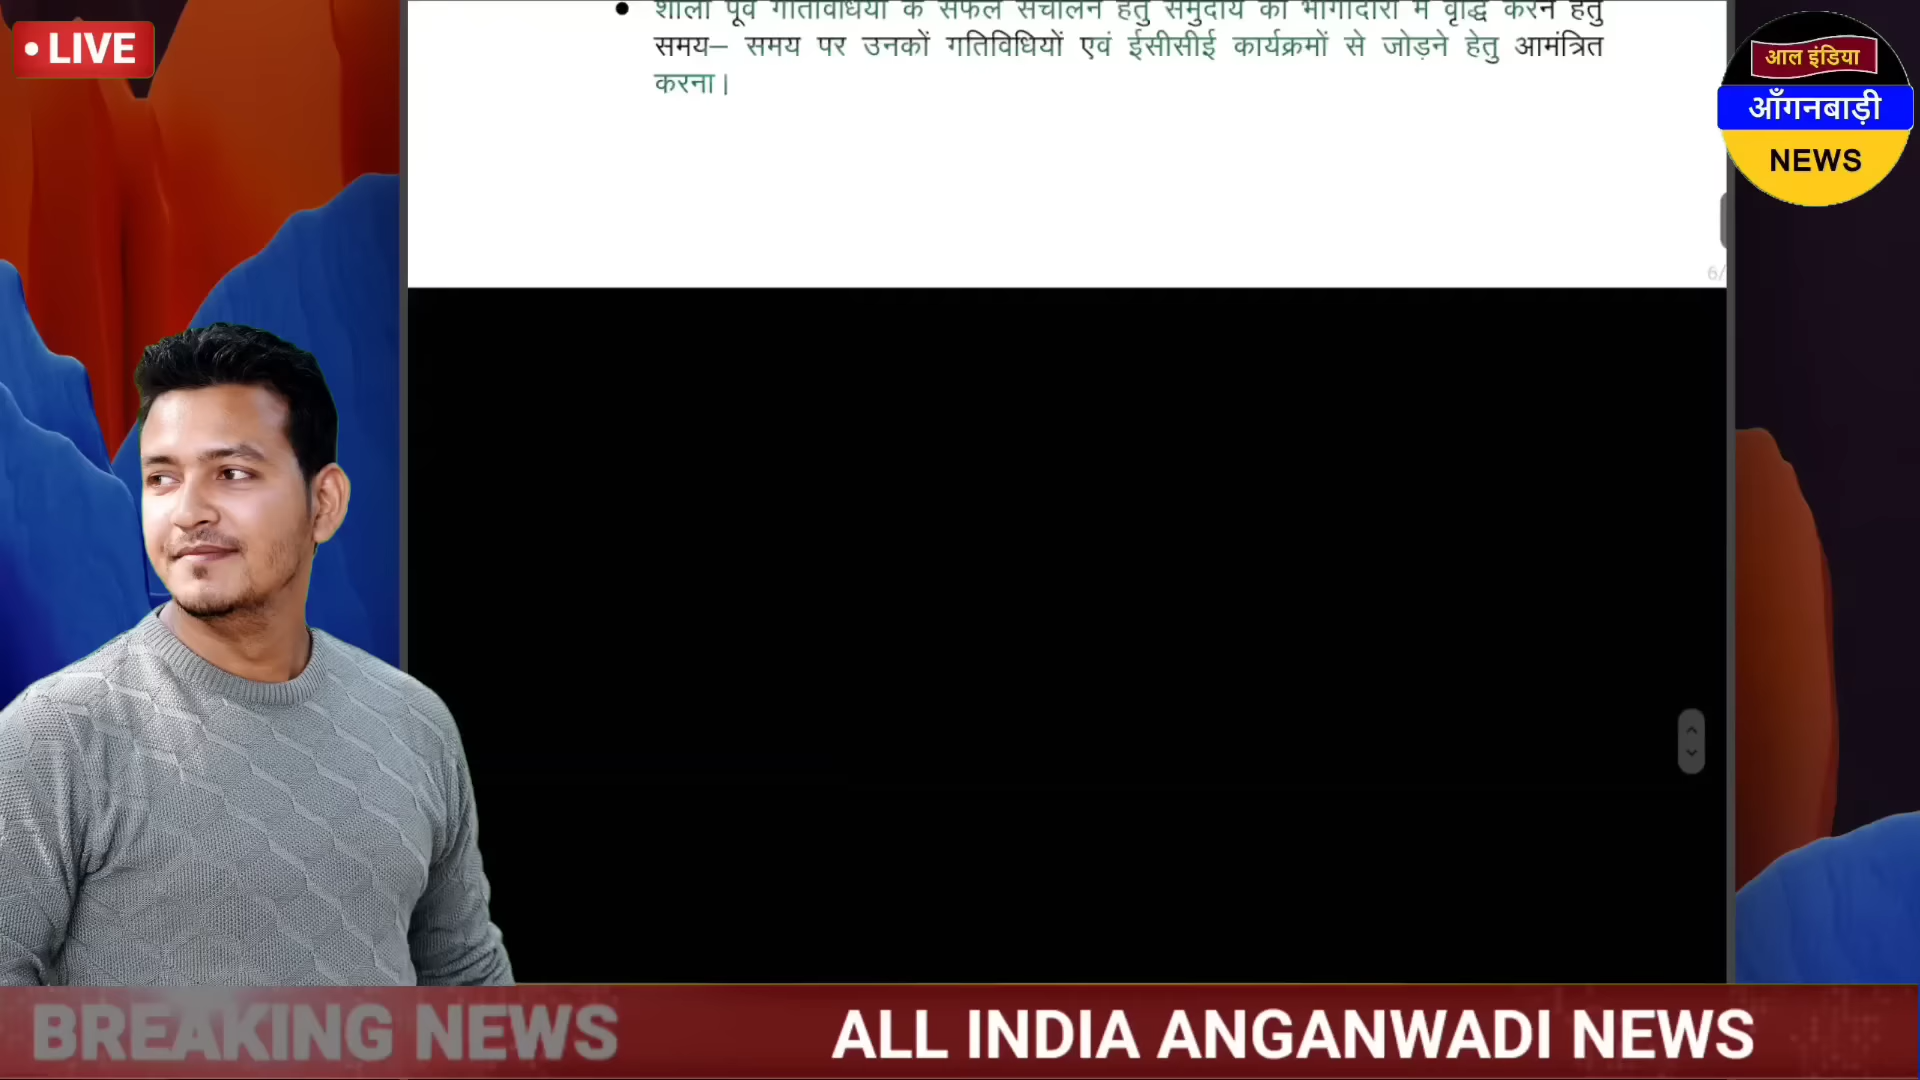 • LIVE
• शाला पूर्व गतिविधियों के सफल संचालन हेतु समुदाय की भागीदारी में वृद्धि करने हेतु
समय– समय पर उनकों गतिविधियों एवं ईसीसीई कार्यक्रमों से जोड़ने हेतु आमंत्रित
करना।
आल इंडिया
आँगनबाड़ी
NEWS
6/
BREAKING NEWS
ALL INDIA ANGANWADI NEWS